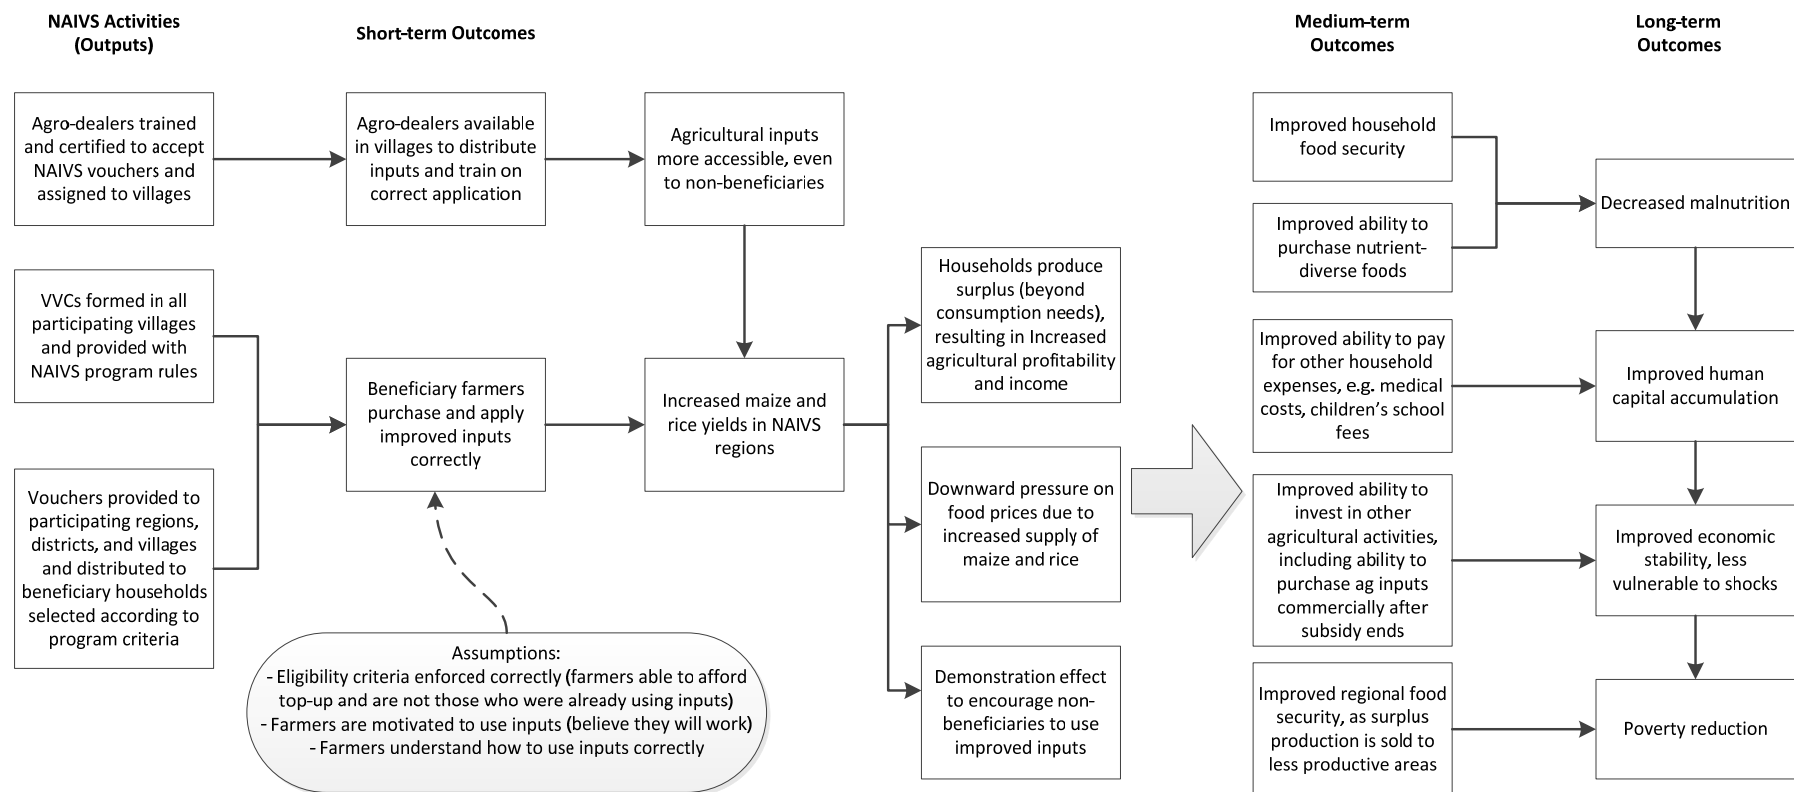 NAIVS Activities
(Outputs)
Short-term Outcomes
Medium-term
Outcomes
Long-term
Outcomes
Agro-dealers trained
and certified to accept
NAIVS vouchers and
assigned to villages
Agro-dealers available
in villages to distribute
inputs and train on
correct application
Agricultural inputs
more accessible, even
to non-beneficiaries
VVCs formed in all
participating villages
and provided with
NAIVS program rules
Vouchers provided to
participating regions,
districts, and villages
and distributed to
beneficiary households
selected according to
program criteria
Beneficiary farmers
purchase and apply
improved inputs
correctly
Increased maize and
rice yields in NAIVS
regions
Assumptions:
- Eligibility criteria enforced correctly (farmers able to afford
top-up and are not those who were already using inputs)
- Farmers are motivated to use inputs (believe they will work)
- Farmers understand how to use inputs correctly
Households produce
surplus (beyond
consumption needs),
resulting in Increased
agricultural profitability
and income
Downward pressure on
food prices due to
increased supply of
maize and rice
Demonstration effect
to encourage non-
beneficiaries to use
improved inputs
Improved household
food security
Improved ability to
purchase nutrient-
diverse foods
Improved ability to pay
for other household
expenses, e.g. medical
costs, children's school
fees
Improved ability to
invest in other
agricultural activities,
including ability to
purchase ag inputs
commercially after
subsidy ends
Improved regional food
security, as surplus
production is sold to
less productive areas
Decreased malnutrition
Improved human
capital accumulation
Improved economic
stability, less
vulnerable to shocks
Poverty reduction